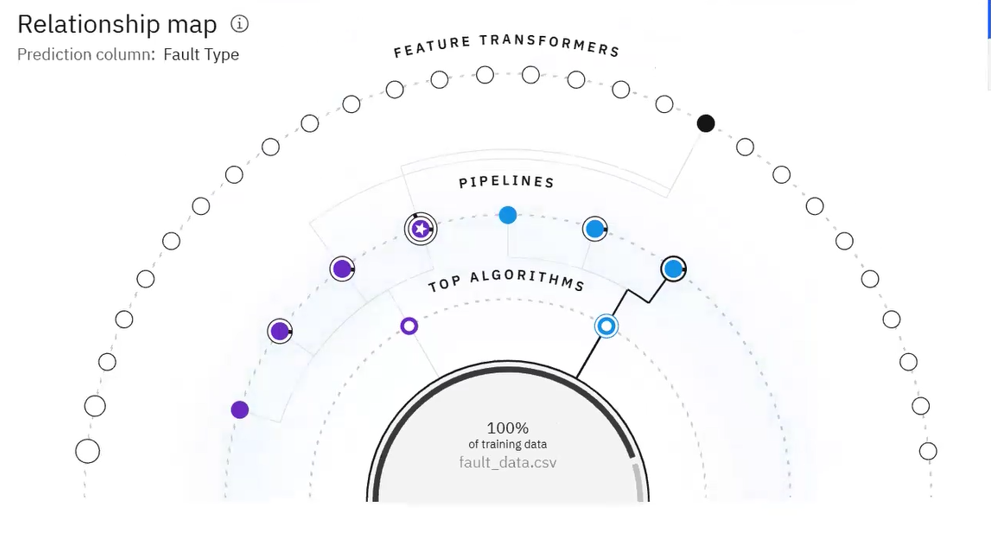 Relationship map
Prediction column: Fault Type
FEATURE TRANSFORMERS
PIPELINES
TOP ALGORITHMS
100%
of training data
fault_data.csv